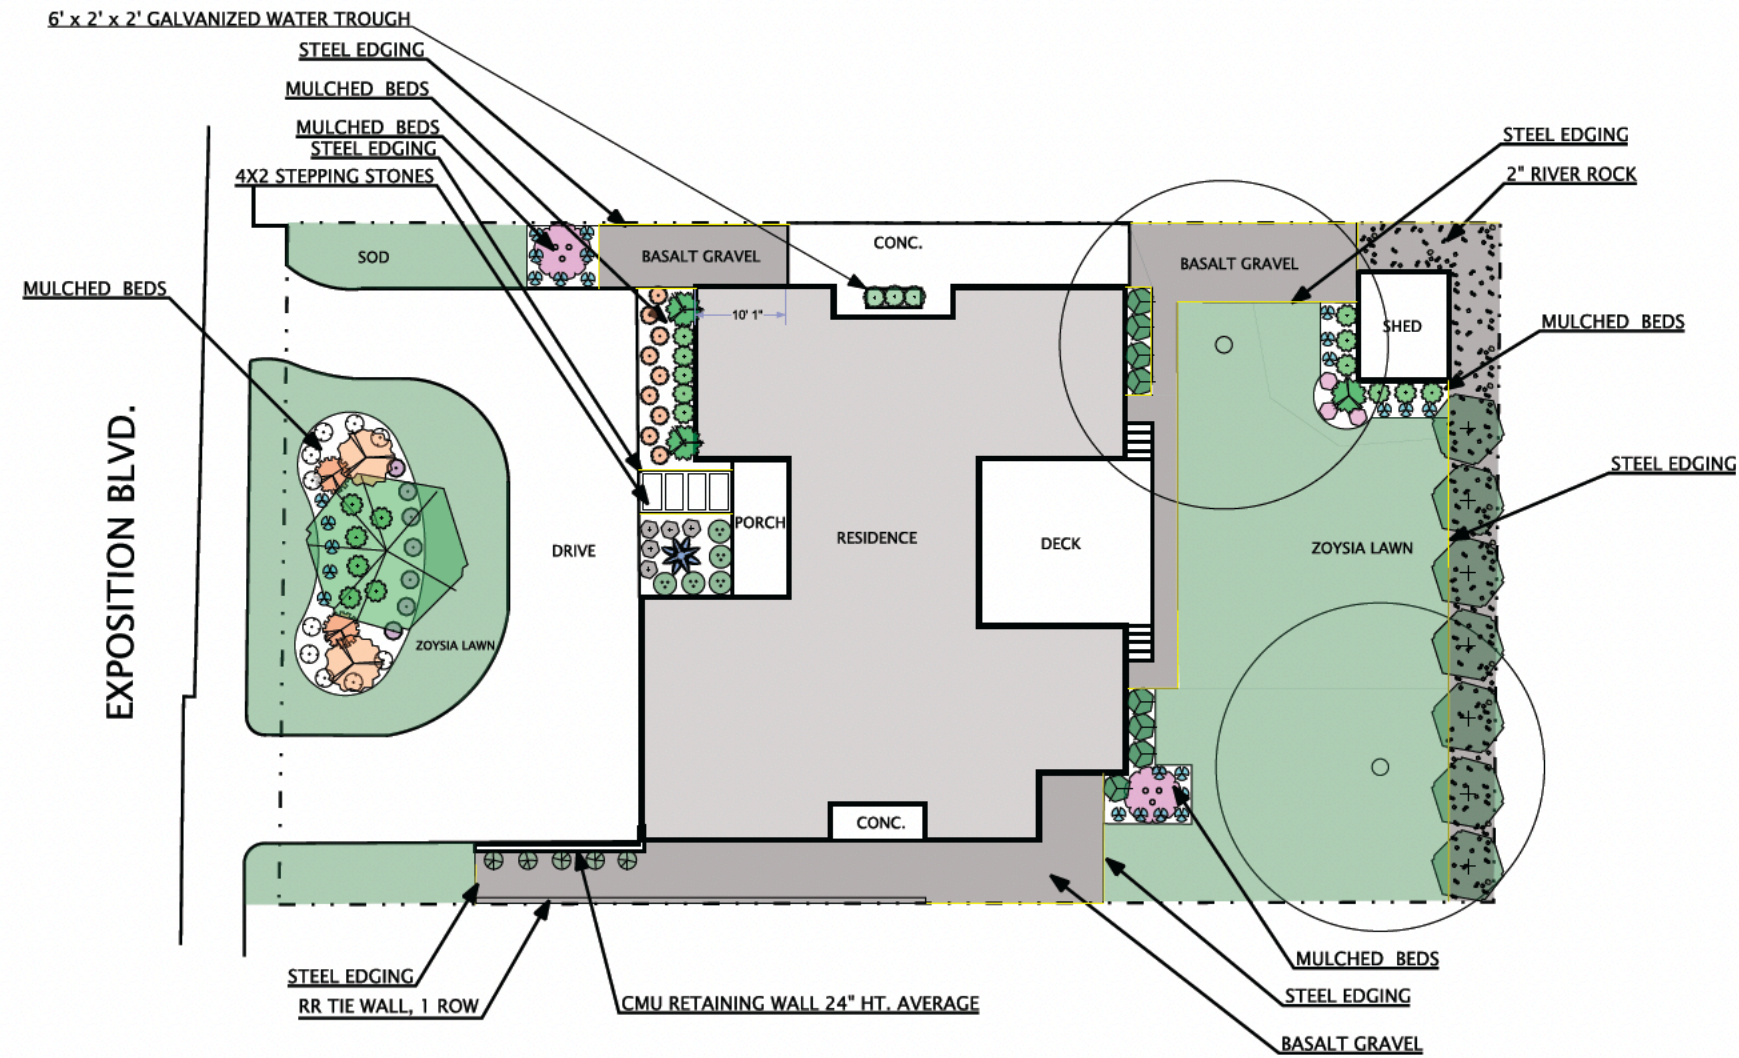 6' x 2' x 2' GALVANIZED WATER TROUGH
STEEL EDGING
MULCHED BEDS
MULCHED BEDS
STEEL EDGING
4X2 STEPPING STONES
STEEL EDGING
2" RIVER ROCK
SOD
BASALT GRAVEL
CONC.
BASALT GRAVEL
MULCHED BEDS
10' 1"
SHED
MULCHED BEDS
EXPOSITION BLVD.
STEEL EDGING
PORCH
DRIVE
RESIDENCE
DECK
ZOYSIA LAWN
ZOYSIA LAWN
CONC.
STEEL EDGING
RR TIE WALL, 1 ROW
CMU RETAINING WALL 24" HT. AVERAGE
MULCHED BEDS
STEEL EDGING
BASALT GRAVEL